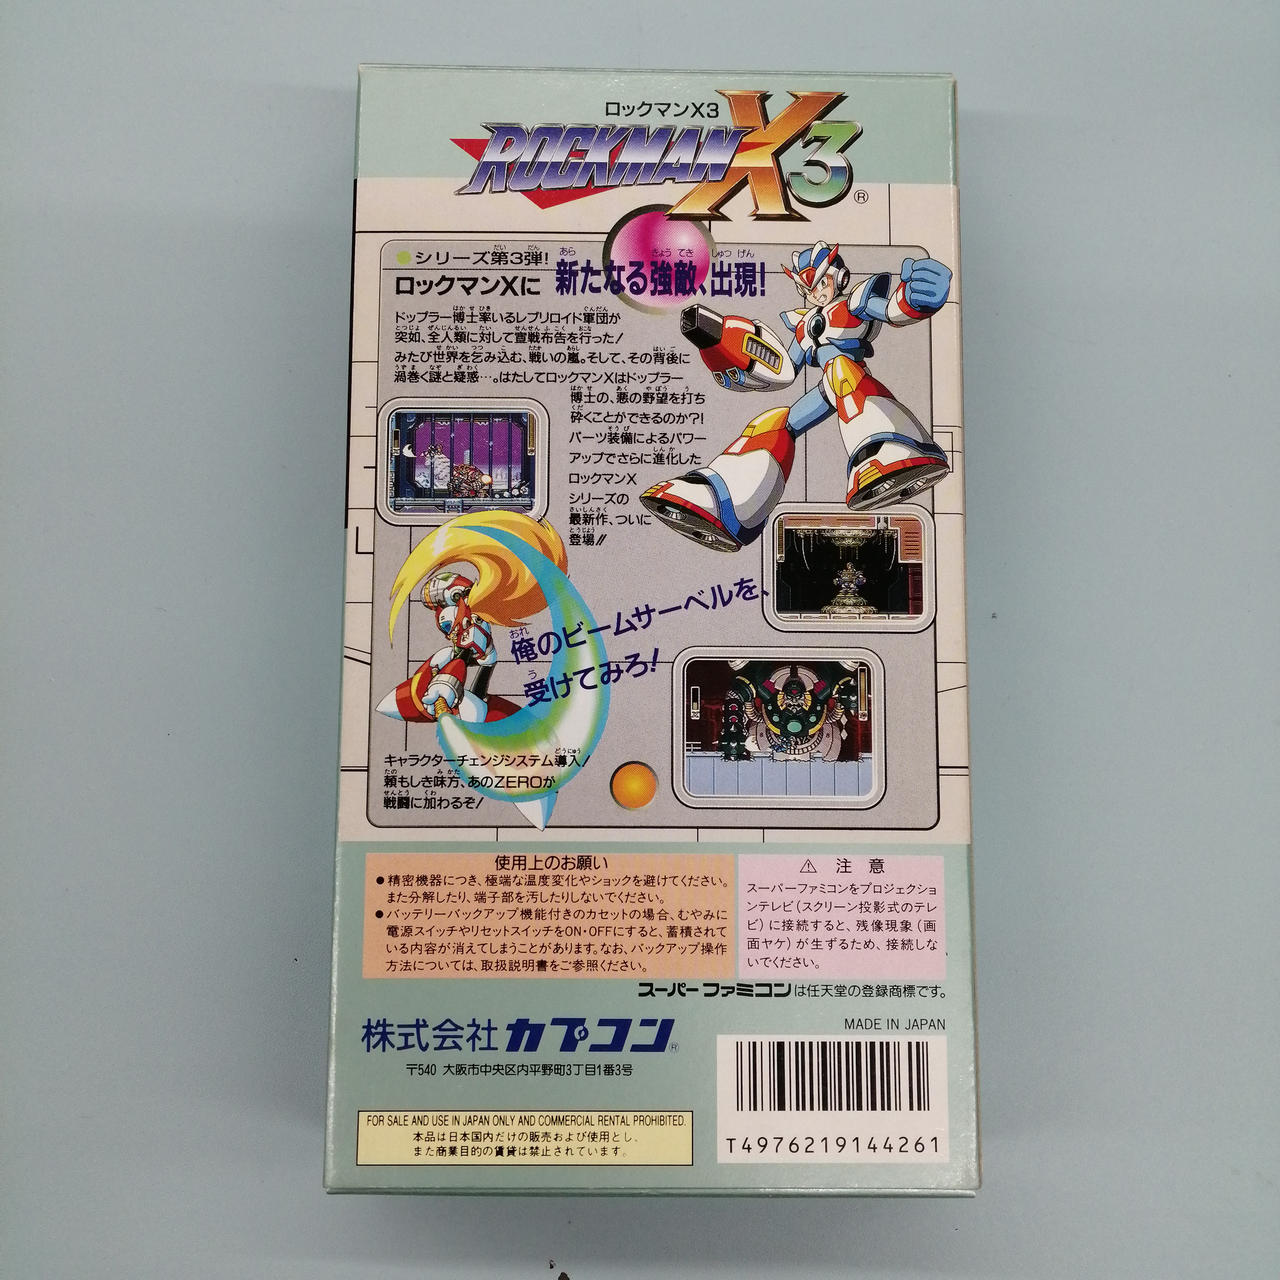 ロックマンX3
ROCKMAN X3®
シリーズ第3弾!
ロックマンXに 新たなる強敵、出現!
ドップラー博士率いるレプリロイド軍団が
突如、全人類に対して宣戦布告を行った!
みたび世界を乞み込む、戦いの嵐。そして、その背後に
渦巻く謎と疑惑…。はたしてロックマンXはドップラー
博士の、悪の野望を打ち
砕くことができるのか?!
パーツ装備によるパワー
アップでさらに進化した
ロックマンX
シリーズの
最新作、ついに
登場!!
俺のビームサーベルを、
受けてみろ!
キャラクターチェンジシステム導入!
頼もしき味方、あのZEROが
戦闘に加わるぞ!
使用上のお願い
●精密機器につき、極端な温度変化やショックを避けてください。
また分解したり、端子部を汚したりしないでください。
●バッテリーバックアップ機能付きのカセットの場合、むやみに
電源スイッチやリセットスイッチをON・OFFにすると、蓄積されて
いる内容が消えてしまうことがあります。なお、バックアップ操作
方法については、取扱説明書をご参照ください。
⚠ 注意
スーパーファミコンをプロジェクショ
ンテレビ(スクリーン投影式のテレ
ビ)に接続すると、残像現象(画
面ヤケ)が生ずるため、接続しな
いでください。
スーパーファミコンは任天堂の登録商標です。
株式会社カプコン®
〒540 大阪市中央区内平野町3丁目1番3号
MADE IN JAPAN
FOR SALE AND USE IN JAPAN ONLY AND COMMERCIAL RENTAL PROHIBITED.
本品は日本国内だけの販売および使用とし、
また商業目的の賃貸は禁止されています。
T4976219144261